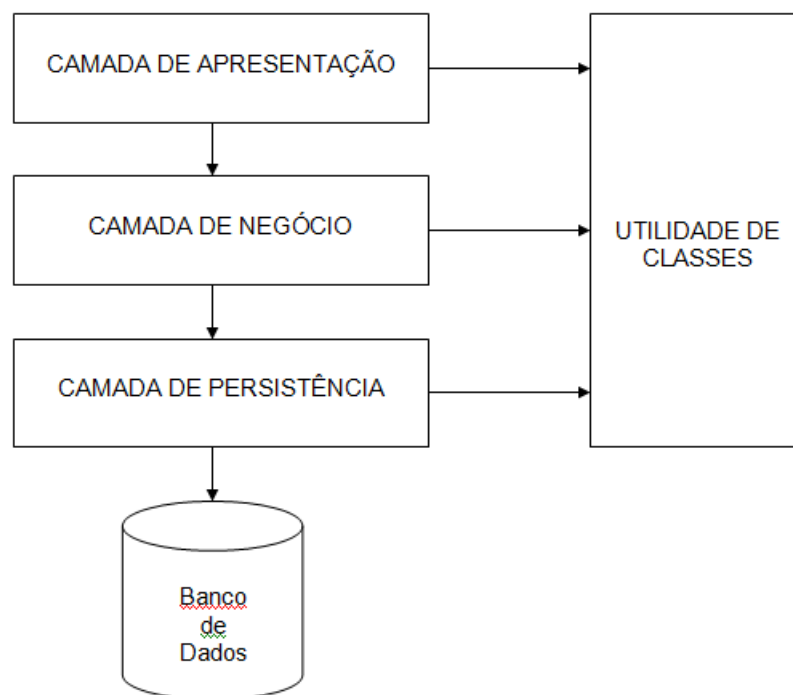 CAMADA DE APRESENTAÇÃO
CAMADA DE NEGÓCIO
UTILIDADE DE
CLASSES
CAMADA DE PERSISTÊNCIA
Banco
de
Dados